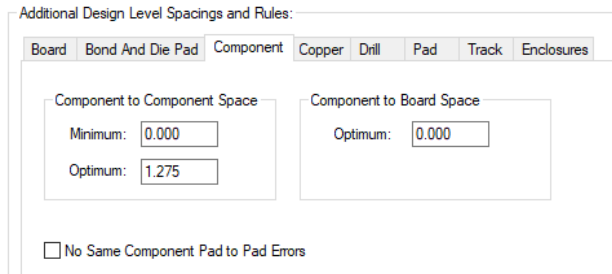 Additional Design Level Spacings and Rules:
Board Bond And Die Pad Component Copper Drill Pad Track Enclosures
Component to Component Space Component to Board Space
Minimum: 0.000 Optimum: 0.000
Optimum: 1.275
No Same Component Pad to Pad Errors